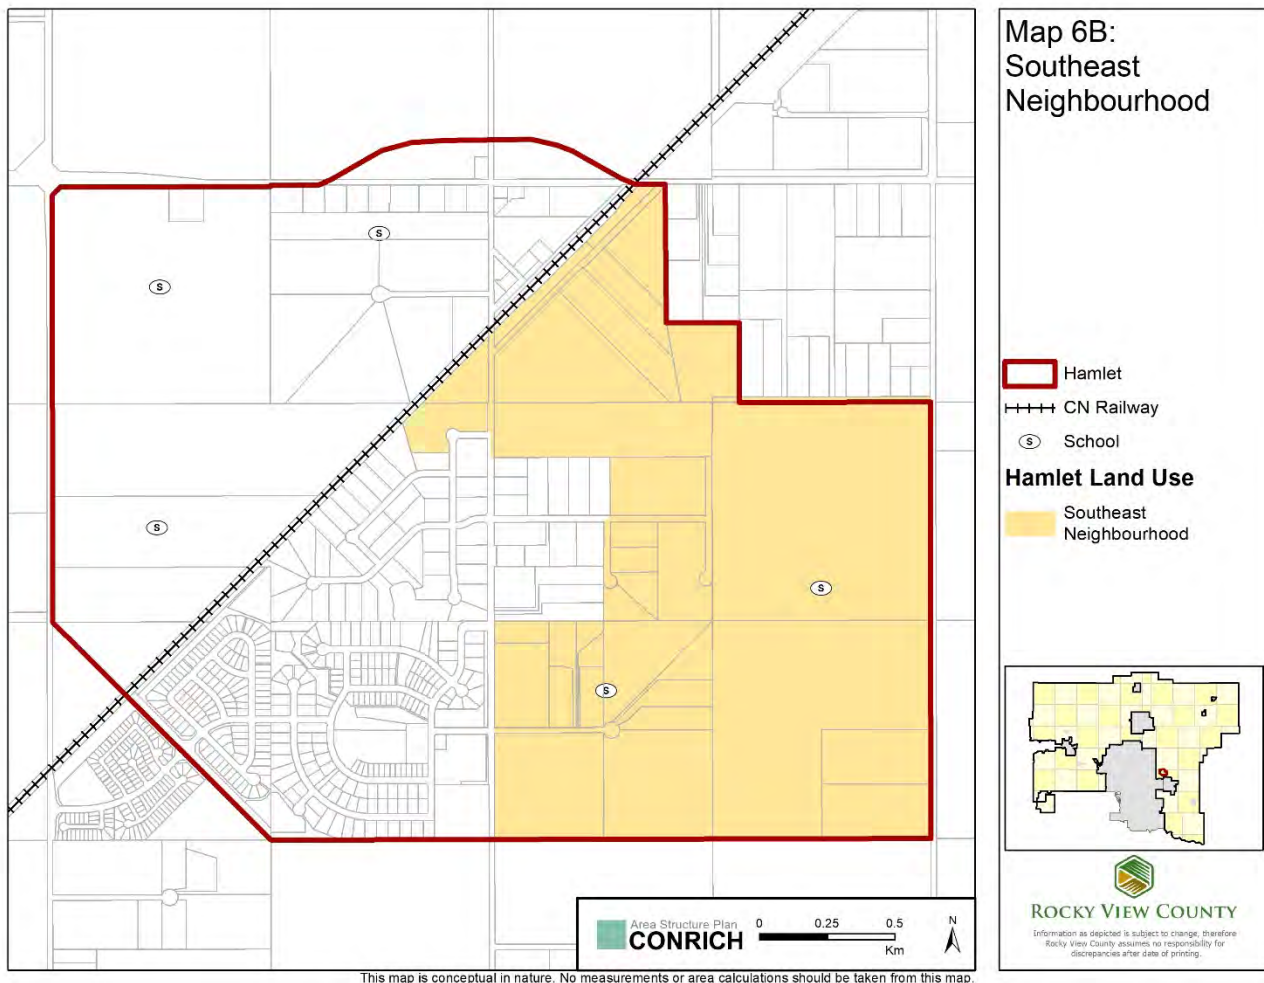 Map 6B:
Southeast
Neighbourhood
S
S
S
S
S
Hamlet
CN Railway
S School
Hamlet Land Use
Southeast
Neighbourhood
Area Structure Plan
CONRICH
0 0.25 0.5
Km
N
ROCKY VIEW COUNTY
Information as depicted is subject to change, therefore
Rocky View County assumes no responsibility for
discrepancies after date of printing.
This map is conceptual in nature. No measurements or area calculations should be taken from this map.